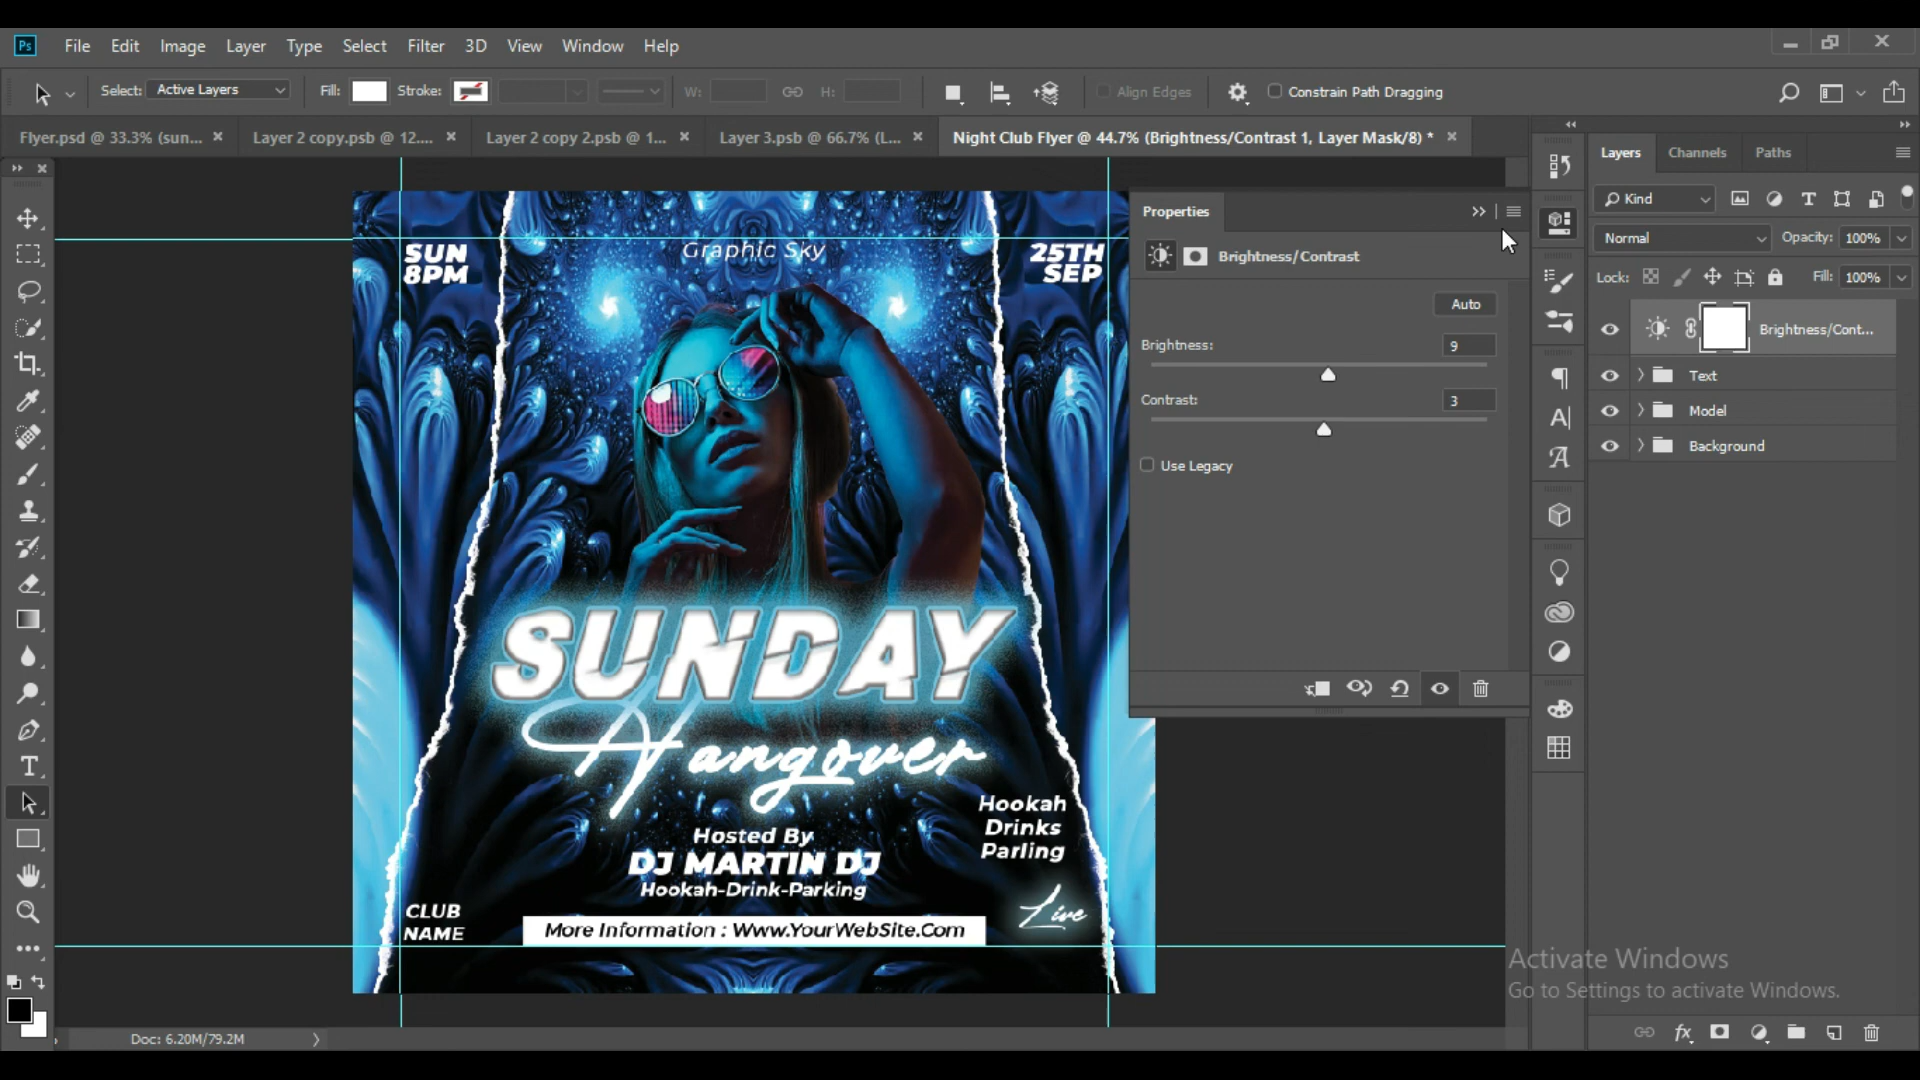 Ps File Edit Image Layer Type Select Filter 3D View Window Help
Select: Active Layers Fill: Stroke: W: H: Align Edges Constrain Path Dragging
Flyer.psd @ 33.3% (sun... × Layer 2 copy.psb @ 12.... × Layer 2 copy 2.psb @ 1... × Layer 3.psb @ 66.7% (L... × Night Club Flyer @ 44.7% (Brightness/Contrast 1, Layer Mask/8) * ×
SUN
8PM
Graphic Sky
25TH
SEP
SUNDAY
Hangover
Hosted By
DJ MARTIN DJ
Hookah-Drink-Parking
Hookah
Drinks
Parling
Live
CLUB
NAME
More Information : Www.YourWebSite.Com
Properties
Brightness/Contrast
Auto
Brightness: 9
Contrast: 3
Use Legacy
Layers Channels Paths
Kind
Normal Opacity: 100%
Lock: Fill: 100%
Brightness/Cont...
Text
Model
Background
Activate Windows
Go to Settings to activate Windows.
Doc: 6.20M/79.2M